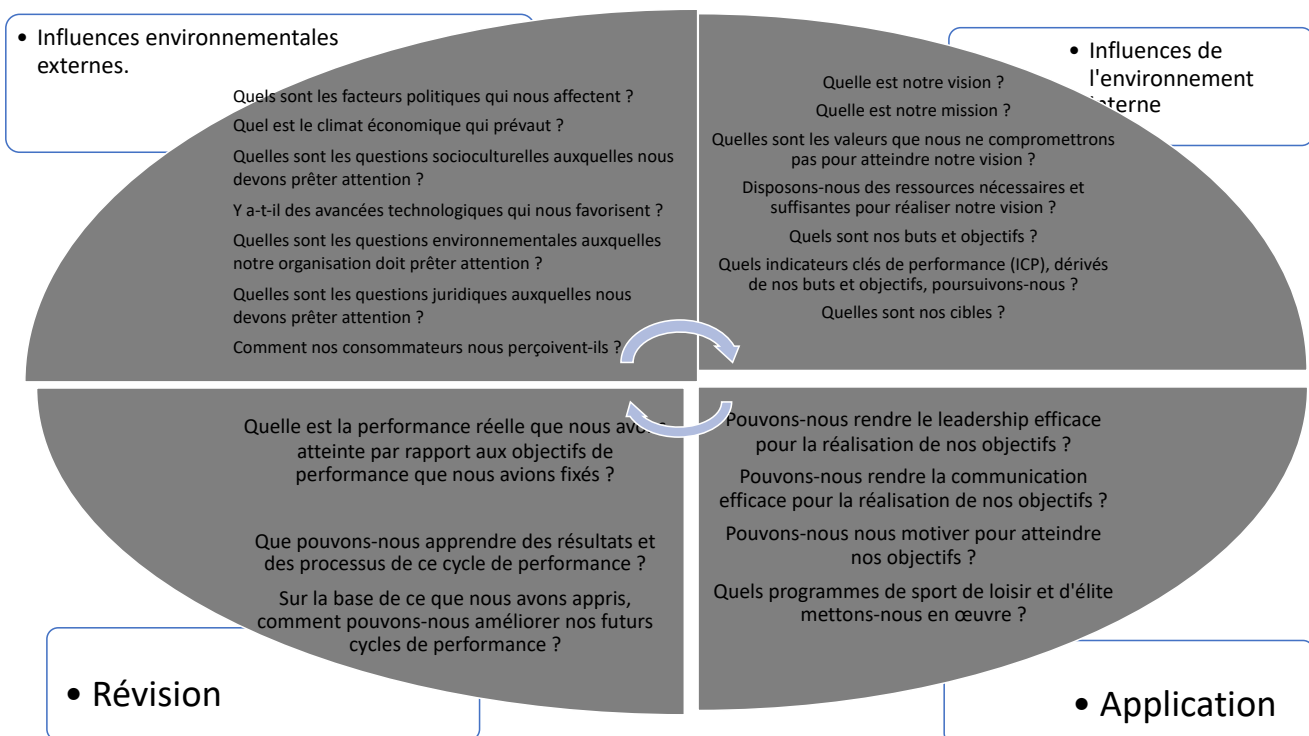 • Influences environnementales
externes.
Quels sont les facteurs politiques qui nous affectent ?
Quel est le climat économique qui prévaut ?
Quelles sont les questions socioculturelles auxquelles nous
devons prêter attention ?
Y a-t-il des avancées technologiques qui nous favorisent ?
Quelles sont les questions environnementales auxquelles
notre organisation doit prêter attention ?
Quelles sont les questions juridiques auxquelles nous
devons prêter attention ?
Comment nos consommateurs nous perçoivent-ils ?
• Influences de
l'environnement
interne
Quelle est notre vision ?
Quelle est notre mission ?
Quelles sont les valeurs que nous ne compromettrons
pas pour atteindre notre vision ?
Disposons-nous des ressources nécessaires et
suffisantes pour réaliser notre vision ?
Quels sont nos buts et objectifs ?
Quels indicateurs clés de performance (ICP), dérivés
de nos buts et objectifs, poursuivons-nous ?
Quelles sont nos cibles ?
Quelle est la performance réelle que nous avons
atteinte par rapport aux objectifs de
performance que nous avions fixés ?
Que pouvons-nous apprendre des résultats et
des processus de ce cycle de performance ?
Sur la base de ce que nous avons appris,
comment pouvons-nous améliorer nos futurs
cycles de performance ?
• Révision
Pouvons-nous rendre le leadership efficace
pour la réalisation de nos objectifs ?
Pouvons-nous rendre la communication
efficace pour la réalisation de nos objectifs ?
Pouvons-nous nous motiver pour atteindre
nos objectifs ?
Quels programmes de sport de loisir et d'élite
mettons-nous en œuvre ?
• Application